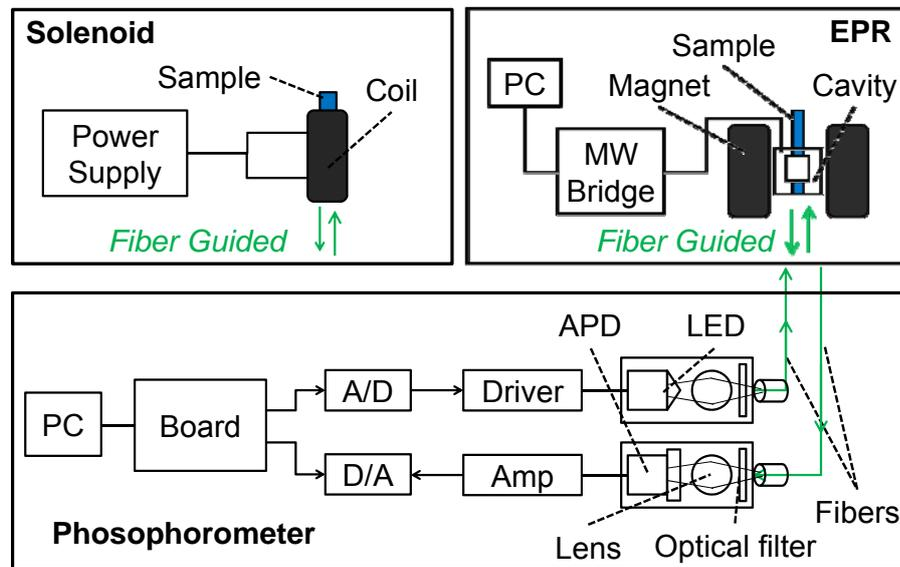 Solenoid
Sample
Coil
Power
Supply
Fiber Guided
EPR
Sample
PC
Magnet
Cavity
MW
Bridge
Fiber Guided
APD
LED
PC
Board
A/D
Driver
D/A
Amp
Fibers
Lens
Optical filter
Phosophorometer